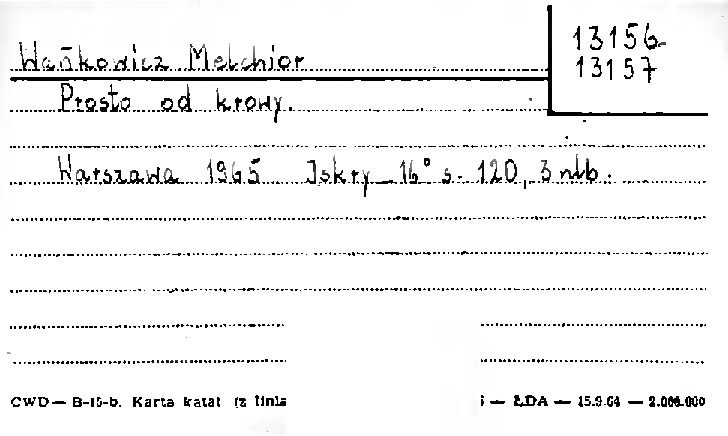 13156
13157
Wańkowicz Melchior
Prosto od krowy.
Warszawa 1965 Iskry 16° s. 120, 3 nlb.
CWD — B-15-b. Karta katal (z linia
— ŁDA — 15.9.64 — 2.000.000